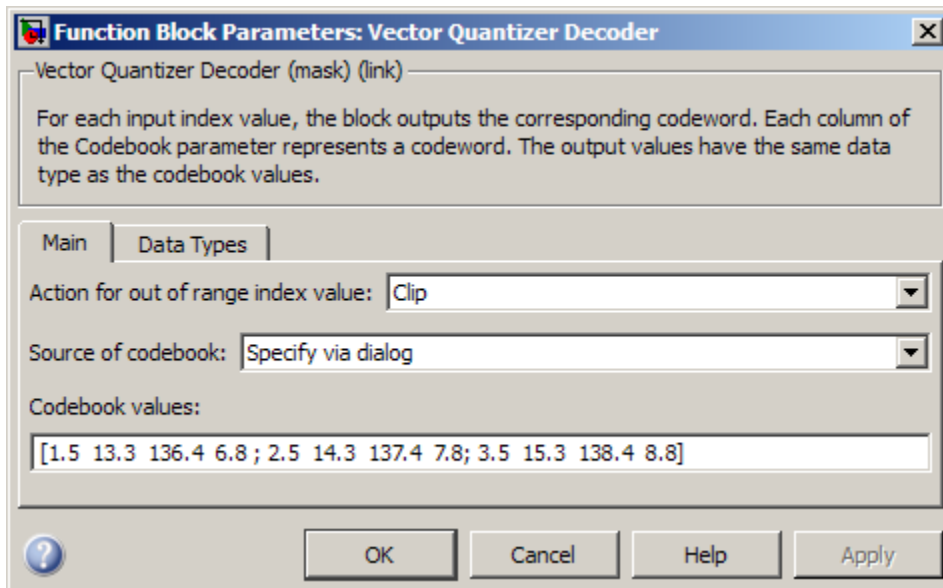 Function Block Parameters: Vector Quantizer Decoder
Vector Quantizer Decoder (mask) (link)
For each input index value, the block outputs the corresponding codeword. Each column of
the Codebook parameter represents a codeword. The output values have the same data
type as the codebook values.
Main Data Types
Action for out of range index value: Clip
Source of codebook: Specify via dialog
Codebook values:
[1.5 13.3 136.4 6.8 ; 2.5 14.3 137.4 7.8; 3.5 15.3 138.4 8.8]
? OK Cancel Help Apply